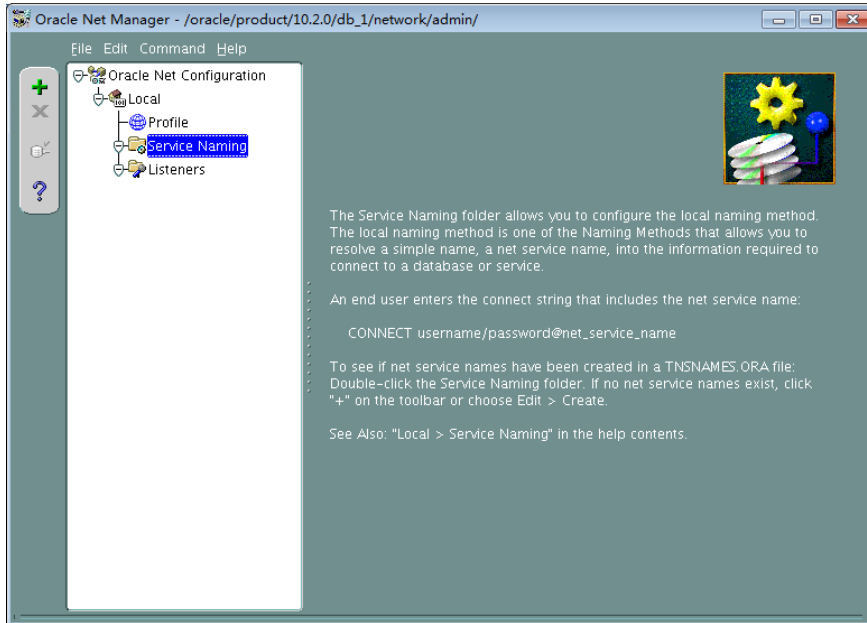 Oracle Net Manager - /oracle/product/10.2.0/db_1/network/admin/
File Edit Command Help
Oracle Net Configuration
Local
Profile
Service Naming
Listeners
The Service Naming folder allows you to configure the local naming method.
The local naming method is one of the Naming Methods that allows you to
resolve a simple name, a net service name, into the information required to
connect to a database or service.
An end user enters the connect string that includes the net service name:
CONNECT username/password@net_service_name
To see if net service names have been created in a TNSNAMES.ORA file:
Double-click the Service Naming folder. If no net service names exist, click
"+" on the toolbar or choose Edit > Create.
See Also: "Local > Service Naming" in the help contents.